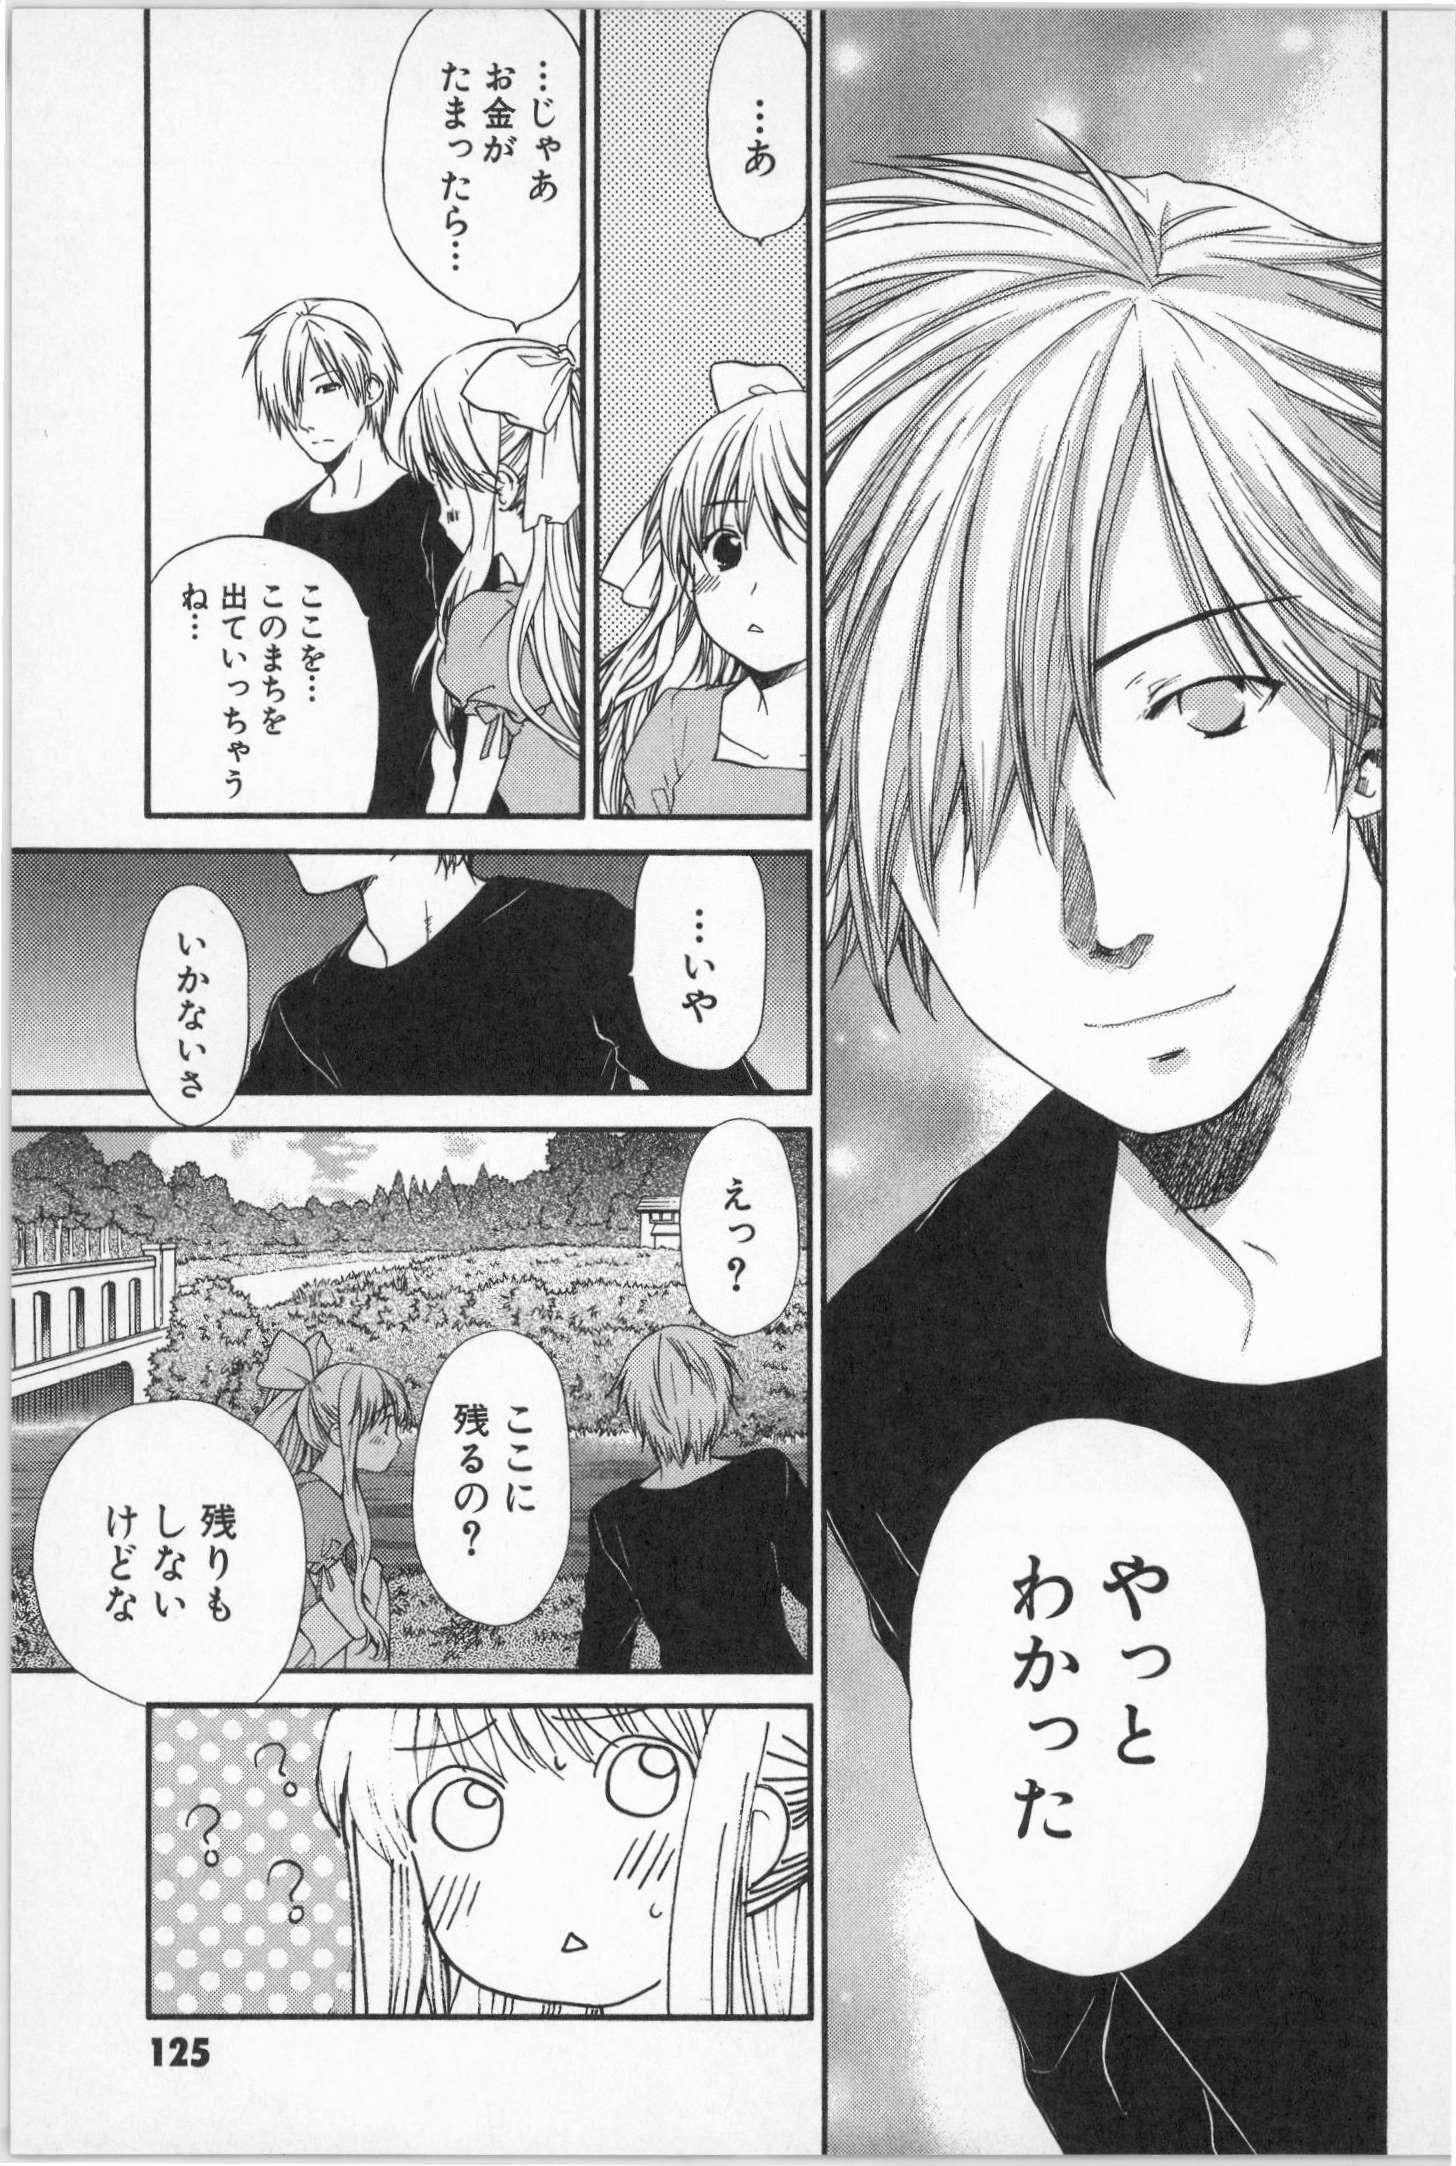 やっと
わかった
…あ
…じゃあ
お金が
たまったら…
ここを…
このまちを
出ていっちゃう
ね…
…いや
いかないさ
えっ?
ここに
残るの?
残りも
しない
けどな
?
?
?
125